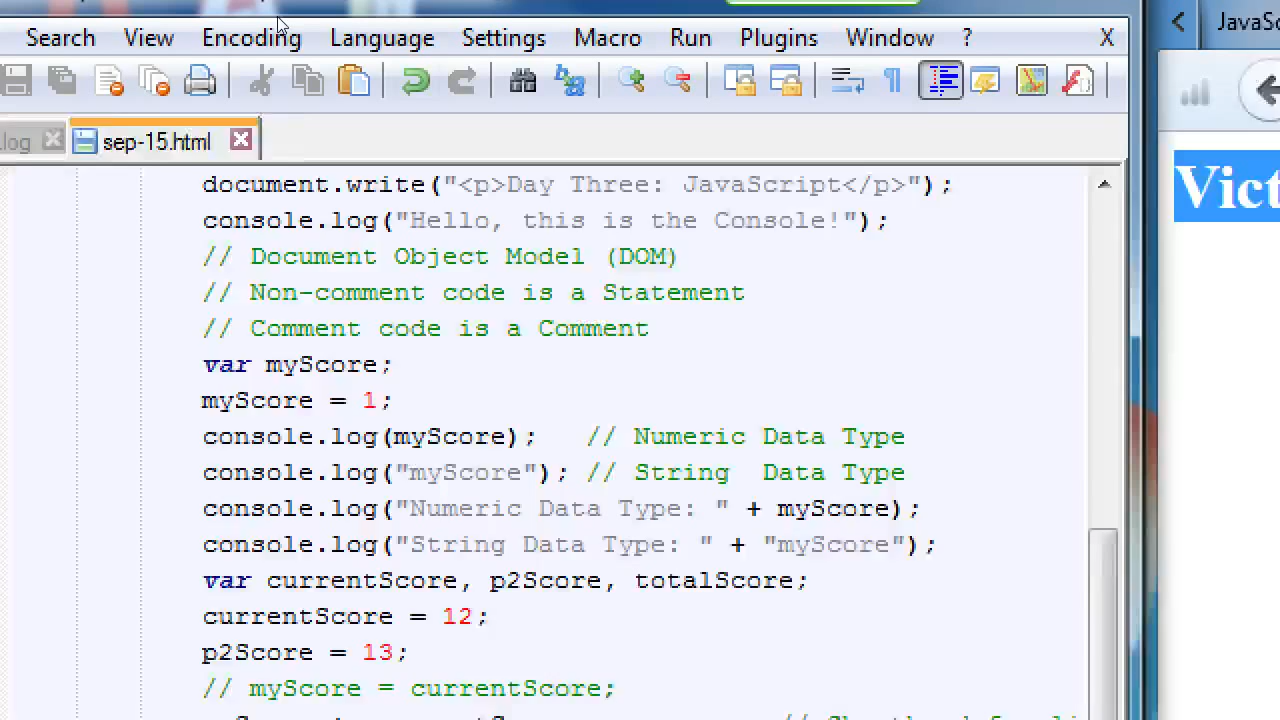 Search View Encoding Language Settings Macro Run Plugins Window ? X
JavaSc
.log sep-15.html
document.write("<p>Day Three: JavaScript</p>");
Vict
console.log("Hello, this is the Console!");
// Document Object Model (DOM)
// Non-comment code is a Statement
// Comment code is a Comment
var myScore;
myScore = 1;
console.log(myScore); // Numeric Data Type
console.log("myScore"); // String  Data Type
console.log("Numeric Data Type: " + myScore);
console.log("String Data Type: " + "myScore");
var currentScore, p2Score, totalScore;
currentScore = 12;
p2Score = 13;
// myScore = currentScore;